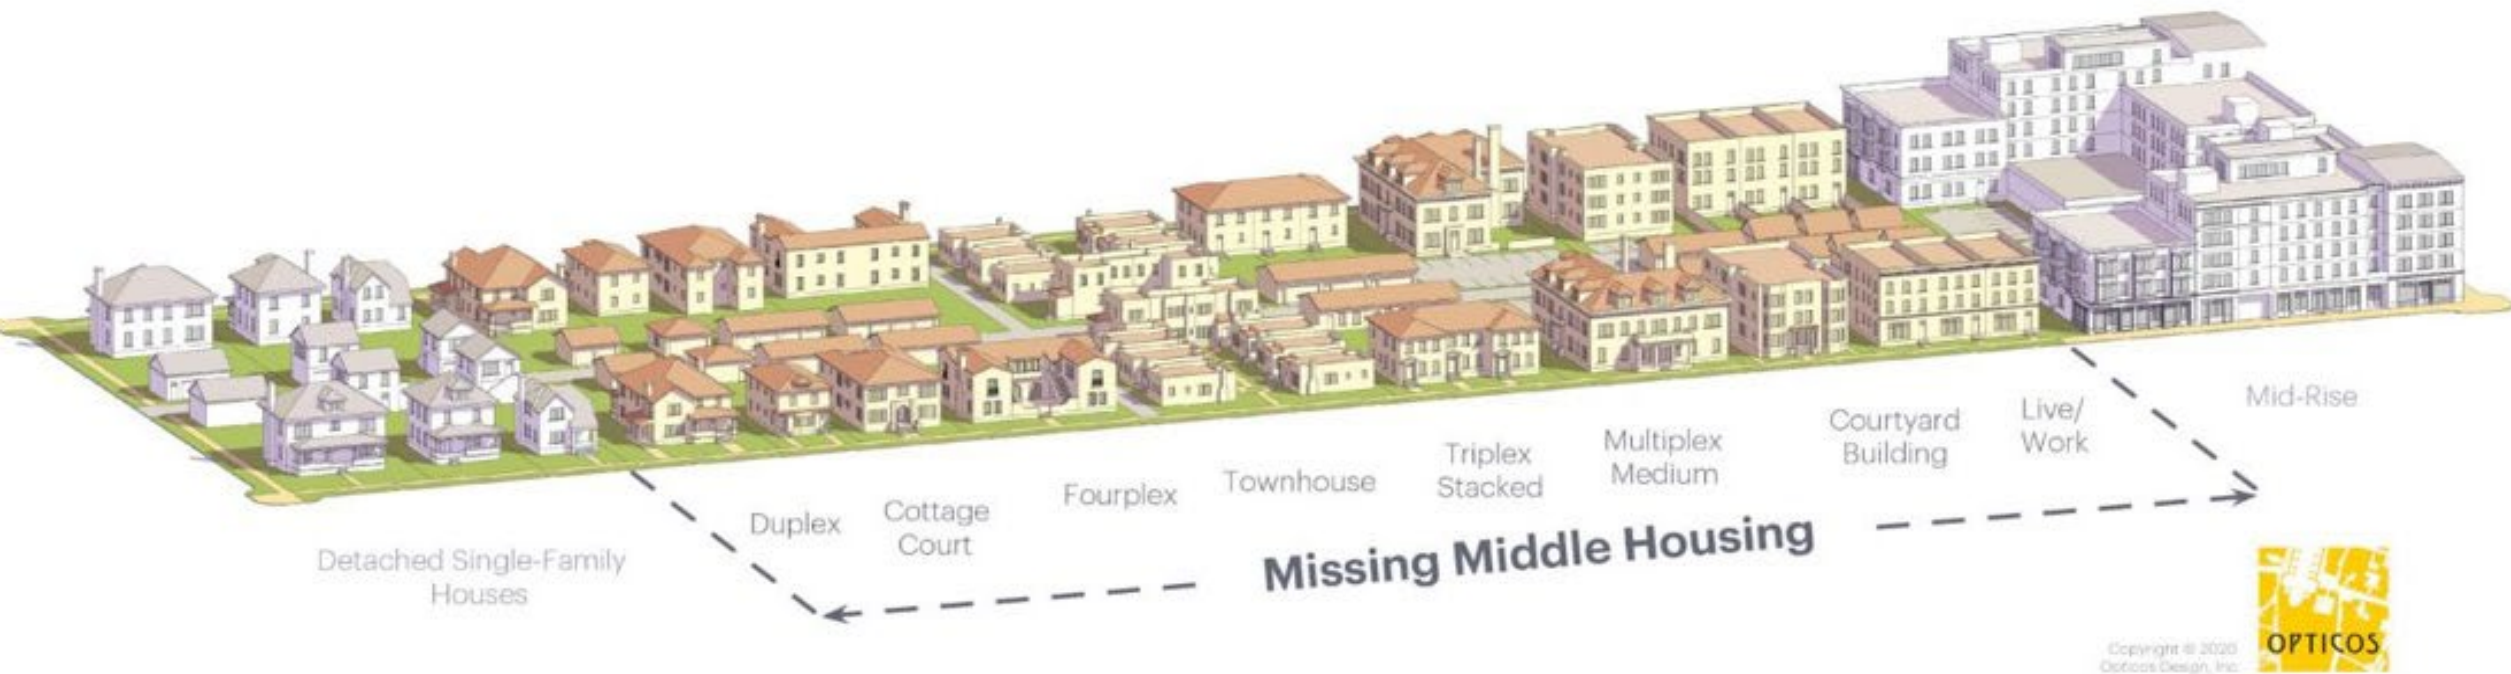 Detached Single-Family
Houses
Duplex
Cottage
Court
Fourplex
Townhouse
Triplex
Stacked
Multiplex
Medium
Courtyard
Building
Live/
Work
Mid-Rise
Missing Middle Housing
OPTICOS
Copyright © 2020
Opticos Design, Inc.